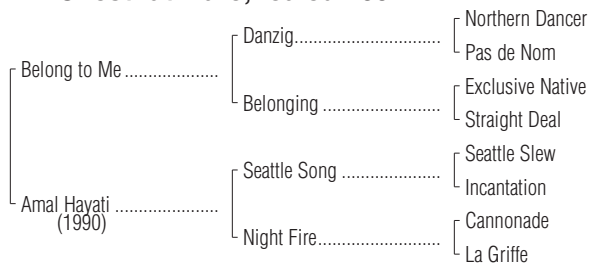 Northern Dancer
Danzig
Pas de Nom
Belong to Me
Exclusive Native
Belonging
Straight Deal
Seattle Slew
Seattle Song
Incantation
Amal Hayati
(1990)
Cannonade
Night Fire
La Griffe